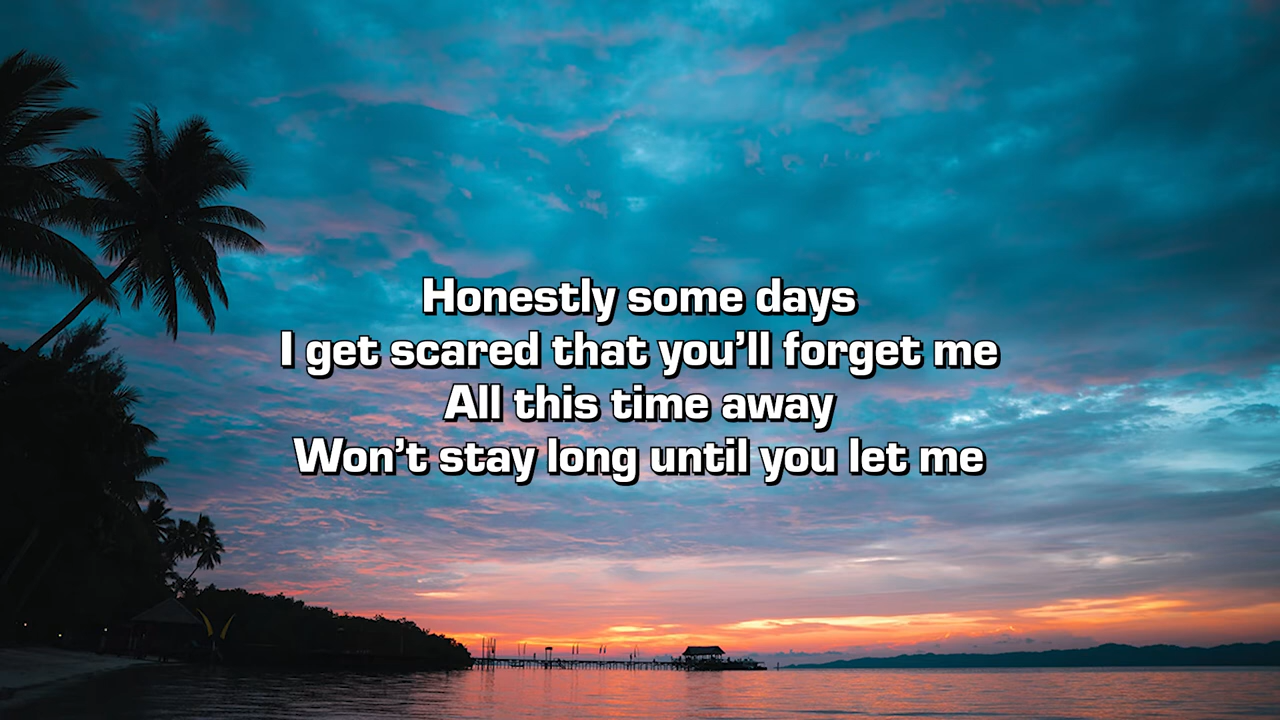 Honestly some days
I get scared that you’ll forget me
All this time away
Won’t stay long until you let me